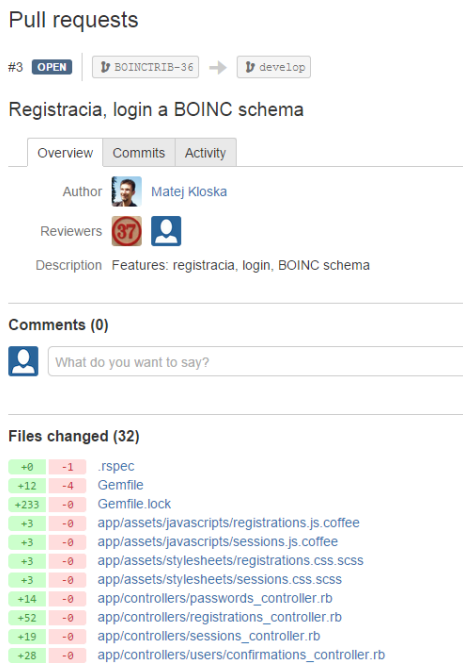 Pull requests
#3 OPEN BOINCTRIB-36 develop
Registracia, login a BOINC schema
Overview Commits Activity
Author Matej Kloska
Reviewers 37
Description Features: registracia, login, BOINC schema
Comments (0)
What do you want to say?
Files changed (32)
+0 -1 .rspec
+12 -4 Gemfile
+233 -0 Gemfile.lock
+3 -0 app/assets/javascripts/registrations.js.coffee
+3 -0 app/assets/javascripts/sessions.js.coffee
+3 -0 app/assets/stylesheets/registrations.css.scss
+3 -0 app/assets/stylesheets/sessions.css.scss
+14 -0 app/controllers/passwords_controller.rb
+52 -0 app/controllers/registrations_controller.rb
+19 -0 app/controllers/sessions_controller.rb
+28 -0 app/controllers/users/confirmations_controller.rb